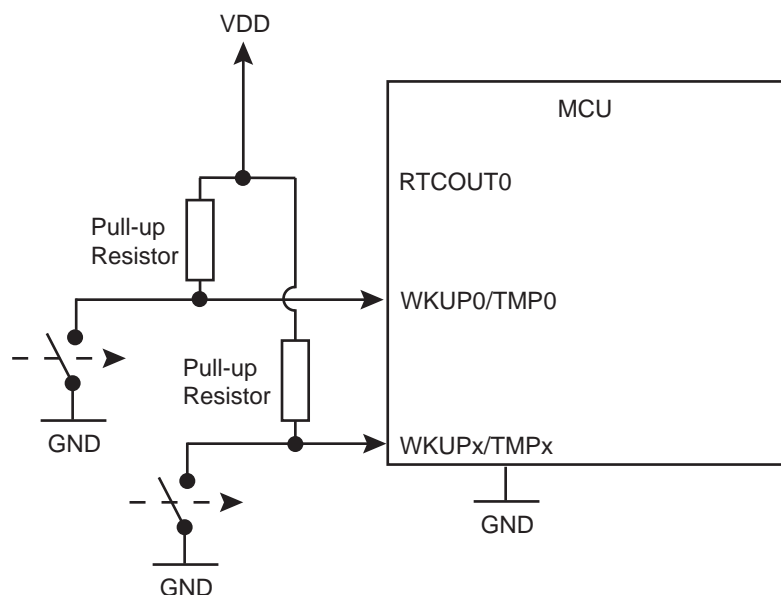 VDD
MCU
RTCOUT0
Pull-up
Resistor
WKUP0/TMP0
Pull-up
Resistor
GND
WKUPx/TMPx
GND
GND